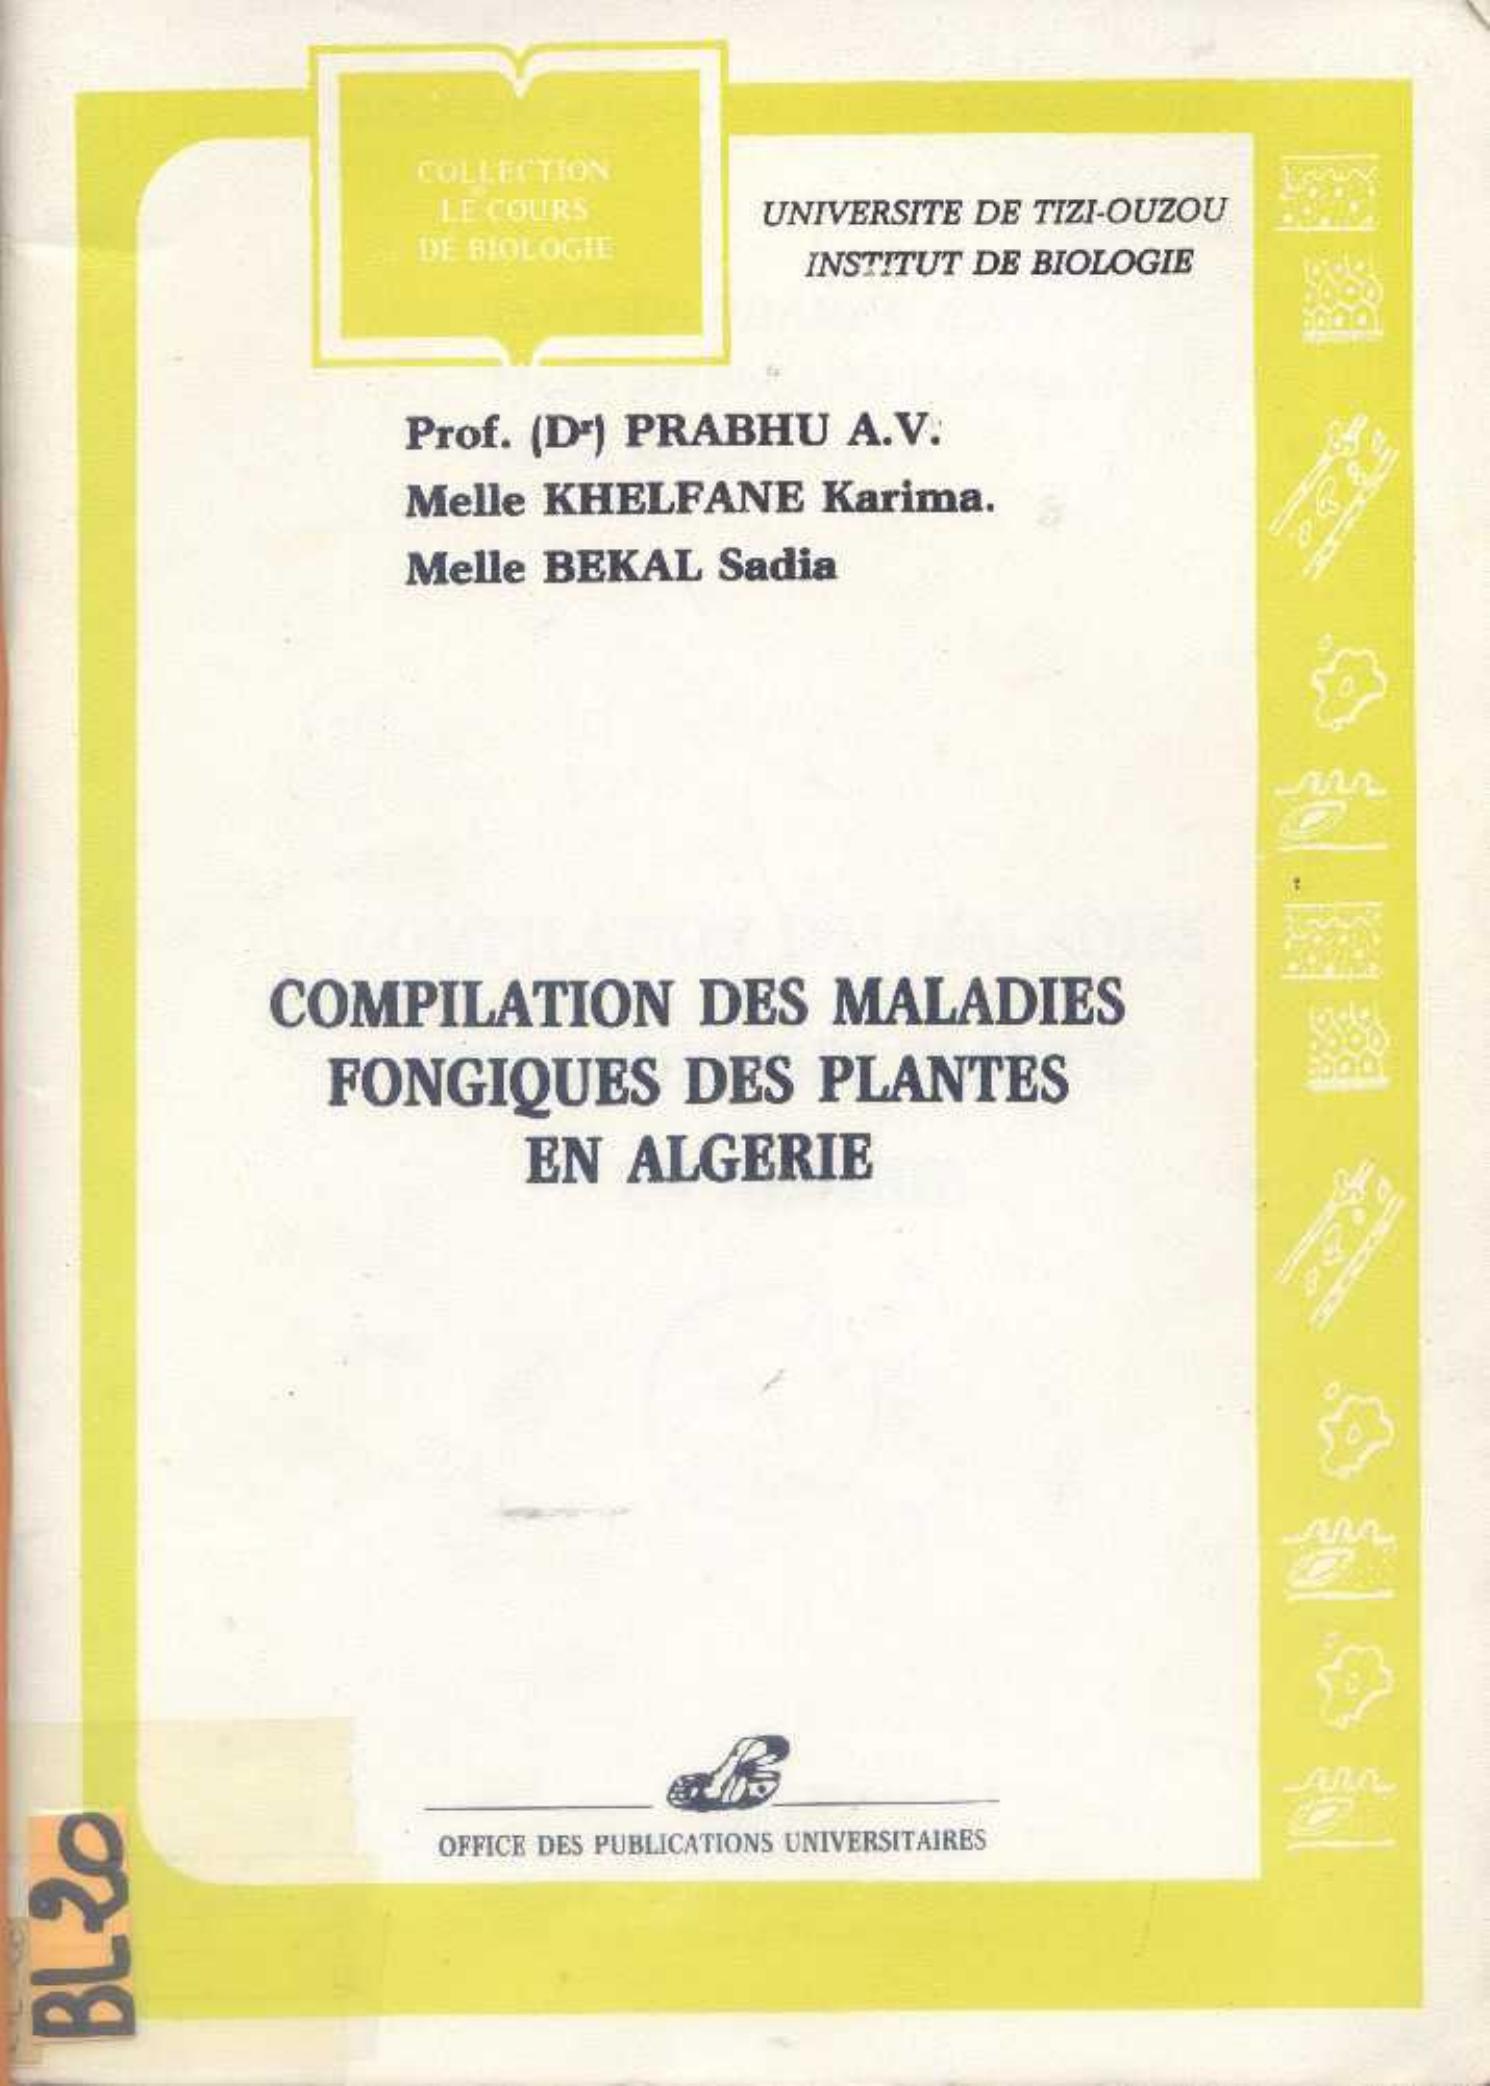 COLLECTION
LE COURS
DE BIOLOGIE
UNIVERSITE DE TIZI-OUZOU
INSTITUT DE BIOLOGIE
Prof. (Dr) PRABHU A.V.
Melle KHELFANE Karima.
Melle BEKAL Sadia
COMPILATION DES MALADIES
FONGIQUES DES PLANTES
EN ALGERIE
OFFICE DES PUBLICATIONS UNIVERSITAIRES
BL20